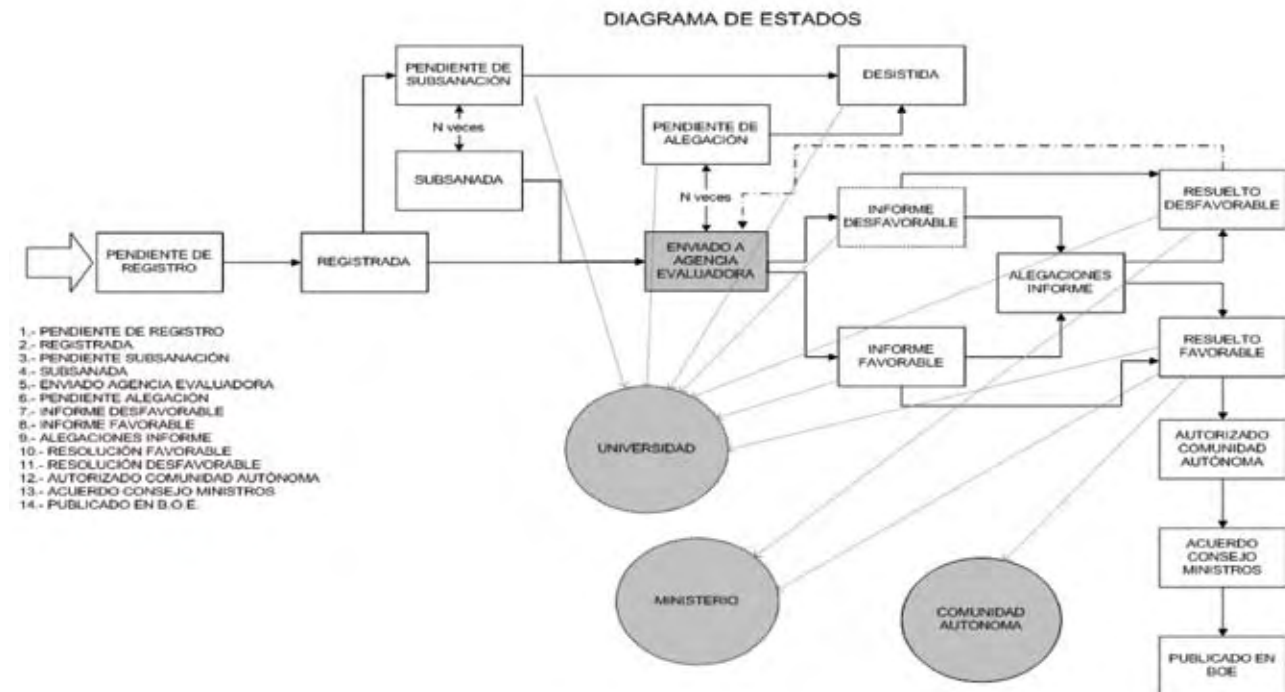 DIAGRAMA DE ESTADOS
PENDIENTE DE
SUBSANACIÓN
DESISTIDA
N veces
PENDIENTE DE
ALEGACIÓN
SUBSANADA
N veces
INFORME
DESFAVORABLE
RESUELTO
DESFAVORABLE
PENDIENTE DE
REGISTRO
REGISTRADA
ENVIADO A
AGENCIA
EVALUADORA
ALEGACIONES
INFORME
INFORME
FAVORABLE
RESUELTO
FAVORABLE
1.- PENDIENTE DE REGISTRO
2.- REGISTRADA
3.- PENDIENTE SUBSANACIÓN
4.- SUBSANADA
5.- ENVIADO AGENCIA EVALUADORA
6.- PENDIENTE ALEGACIÓN
7.- INFORME DESFAVORABLE
8.- INFORME FAVORABLE
9.- ALEGACIONES INFORME
10.- RESOLUCIÓN FAVORABLE
11.- RESOLUCIÓN DESFAVORABLE
12.- AUTORIZADO COMUNIDAD AUTÓNOMA
13.- ACUERDO CONSEJO MINISTROS
14.- PUBLICADO EN B.O.E.
UNIVERSIDAD
AUTORIZADO
COMUNIDAD
AUTÓNOMA
ACUERDO
CONSEJO
MINISTROS
MINISTERIO
COMUNIDAD
AUTONOMA
PUBLICADO EN
BOE